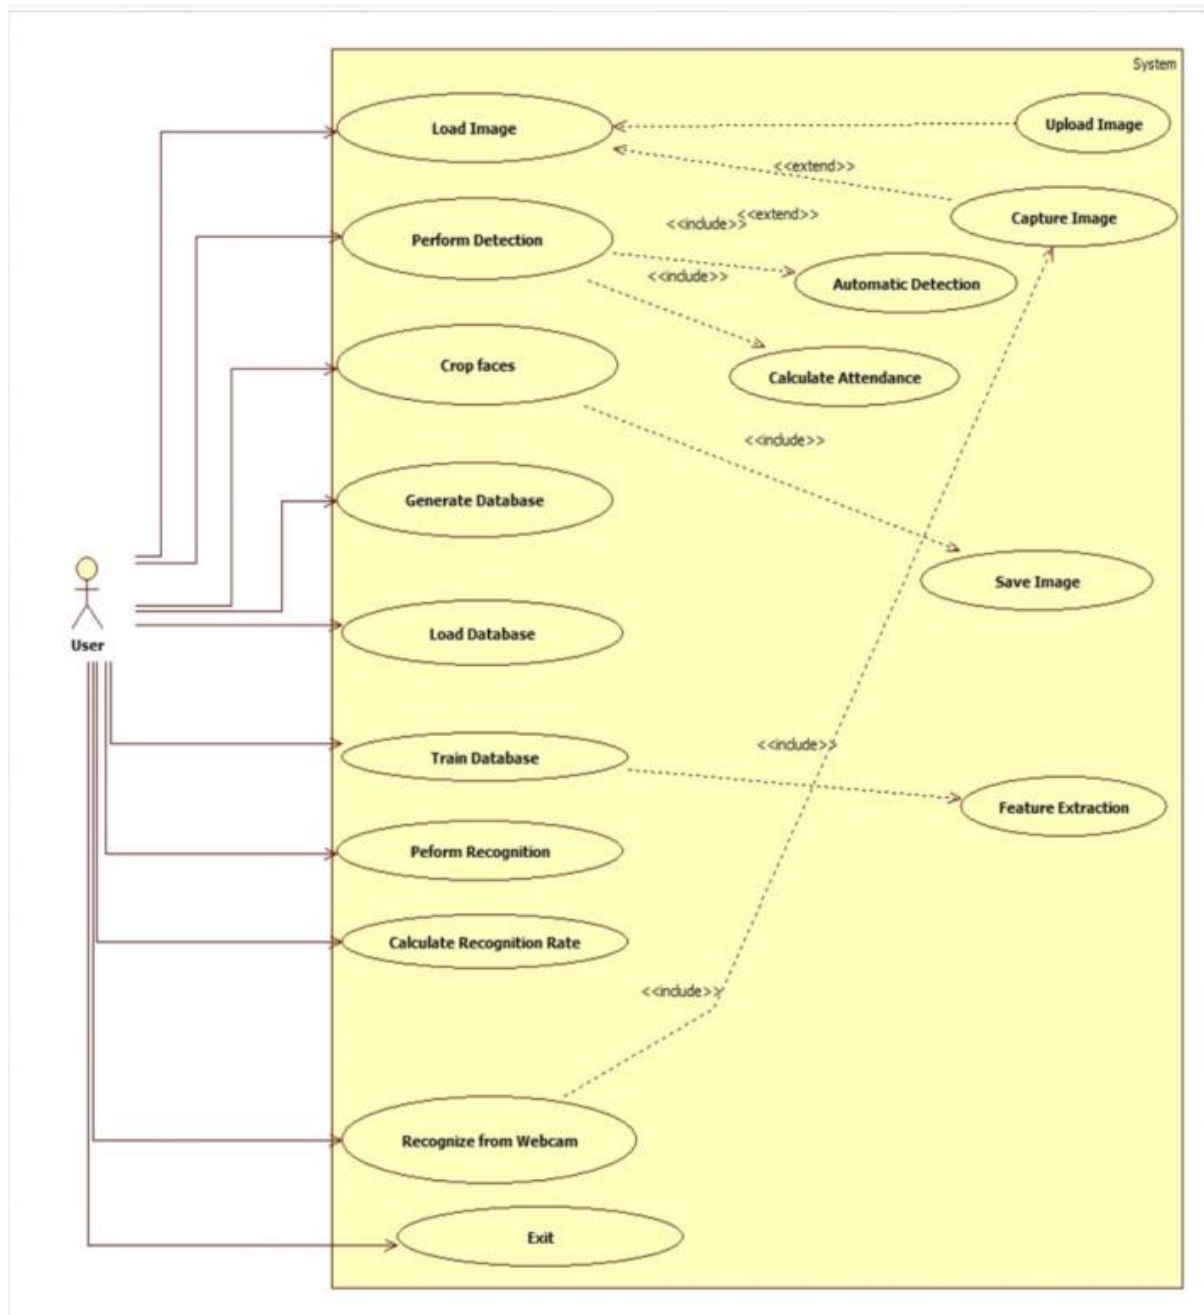 System
Load Image
Upload Image
<<extend>>
Capture Image
<<extend>>
<<include>>
Perform Detection
<<include>>
Automatic Detection
Crop faces
Calculate Attendance
<<include>>
Generate Database
Save Image
Load Database
User
<<include>>
Train Database
Feature Extraction
Peform Recognition
Calculate Recognition Rate
<<include>>
Recognize from Webcam
Exit